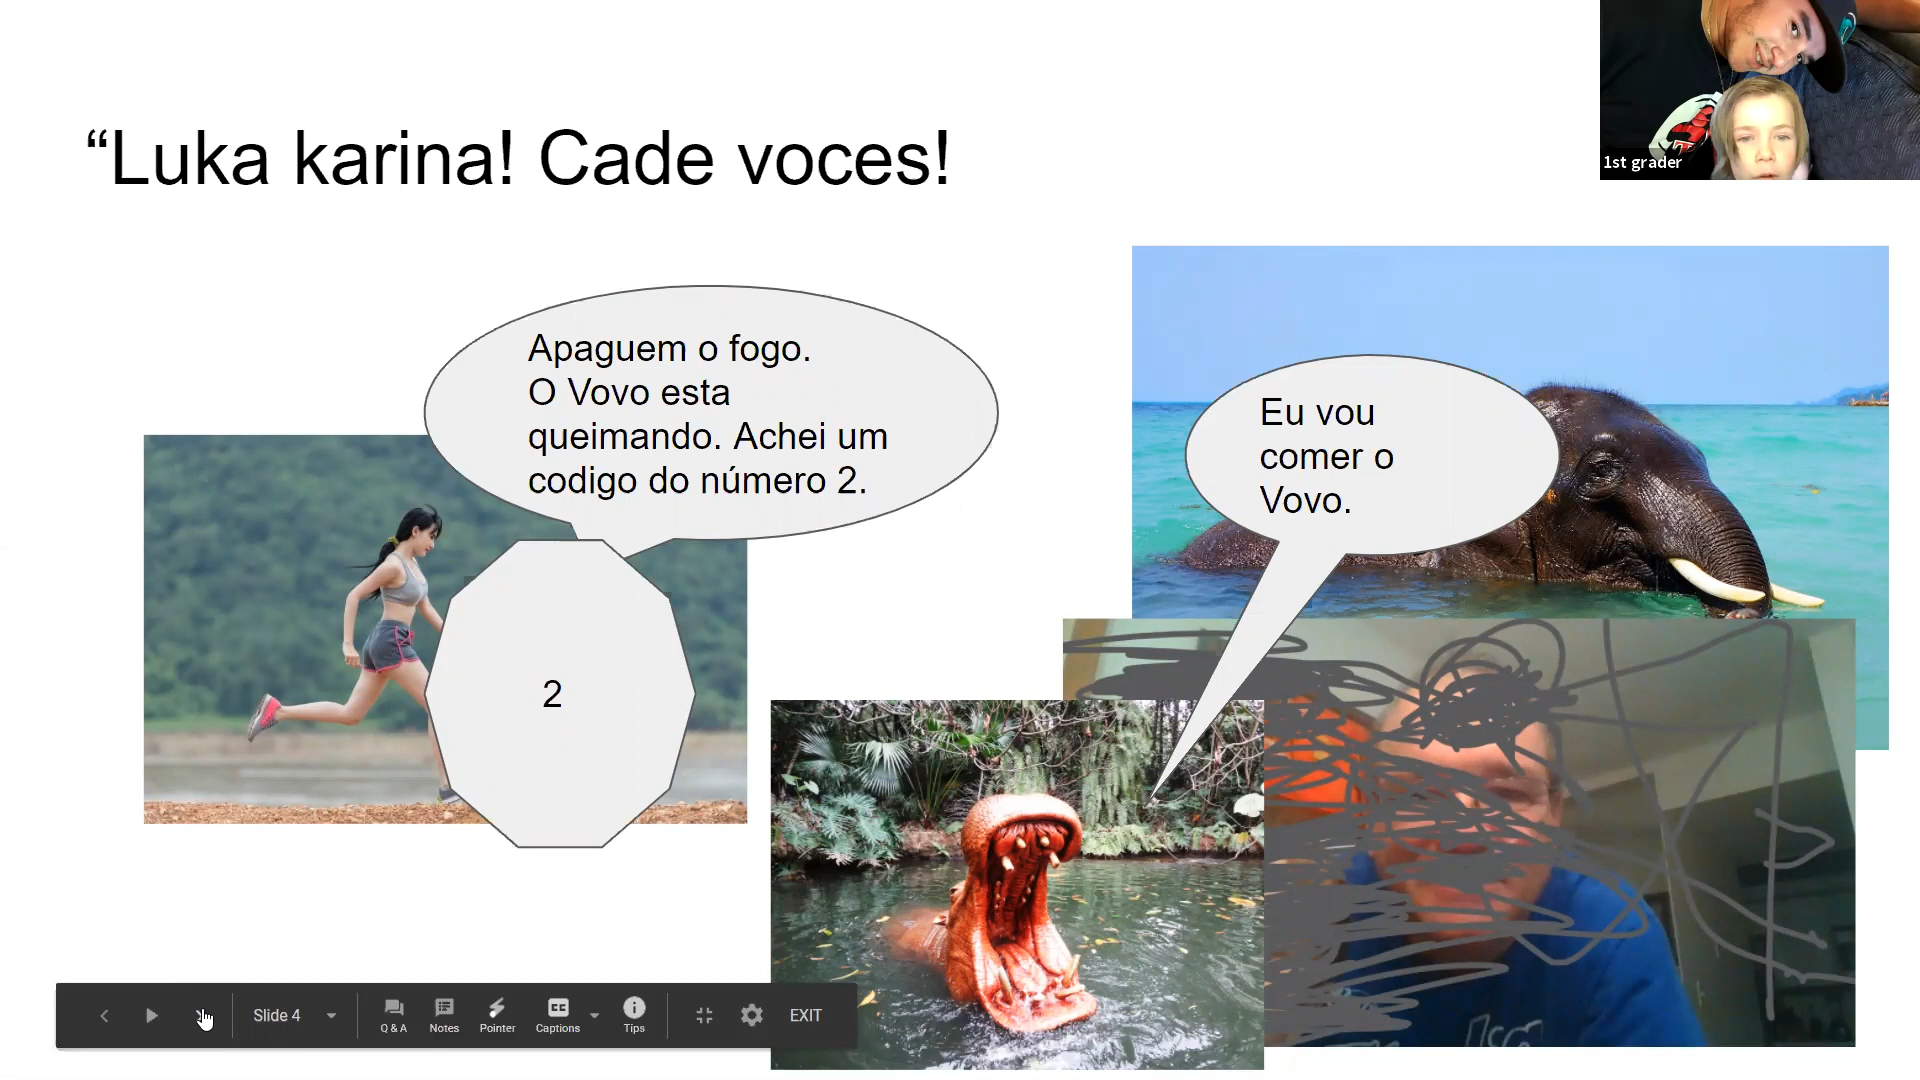 1st grader
“Luka karina! Cade voces!
Apaguem o fogo.
O Vovo esta
queimando. Achei um
codigo do número 2.
Eu vou
comer o
Vovo.
2
Slide 4
Q & A
Notes
Pointer
CC
Captions
Tips
EXIT